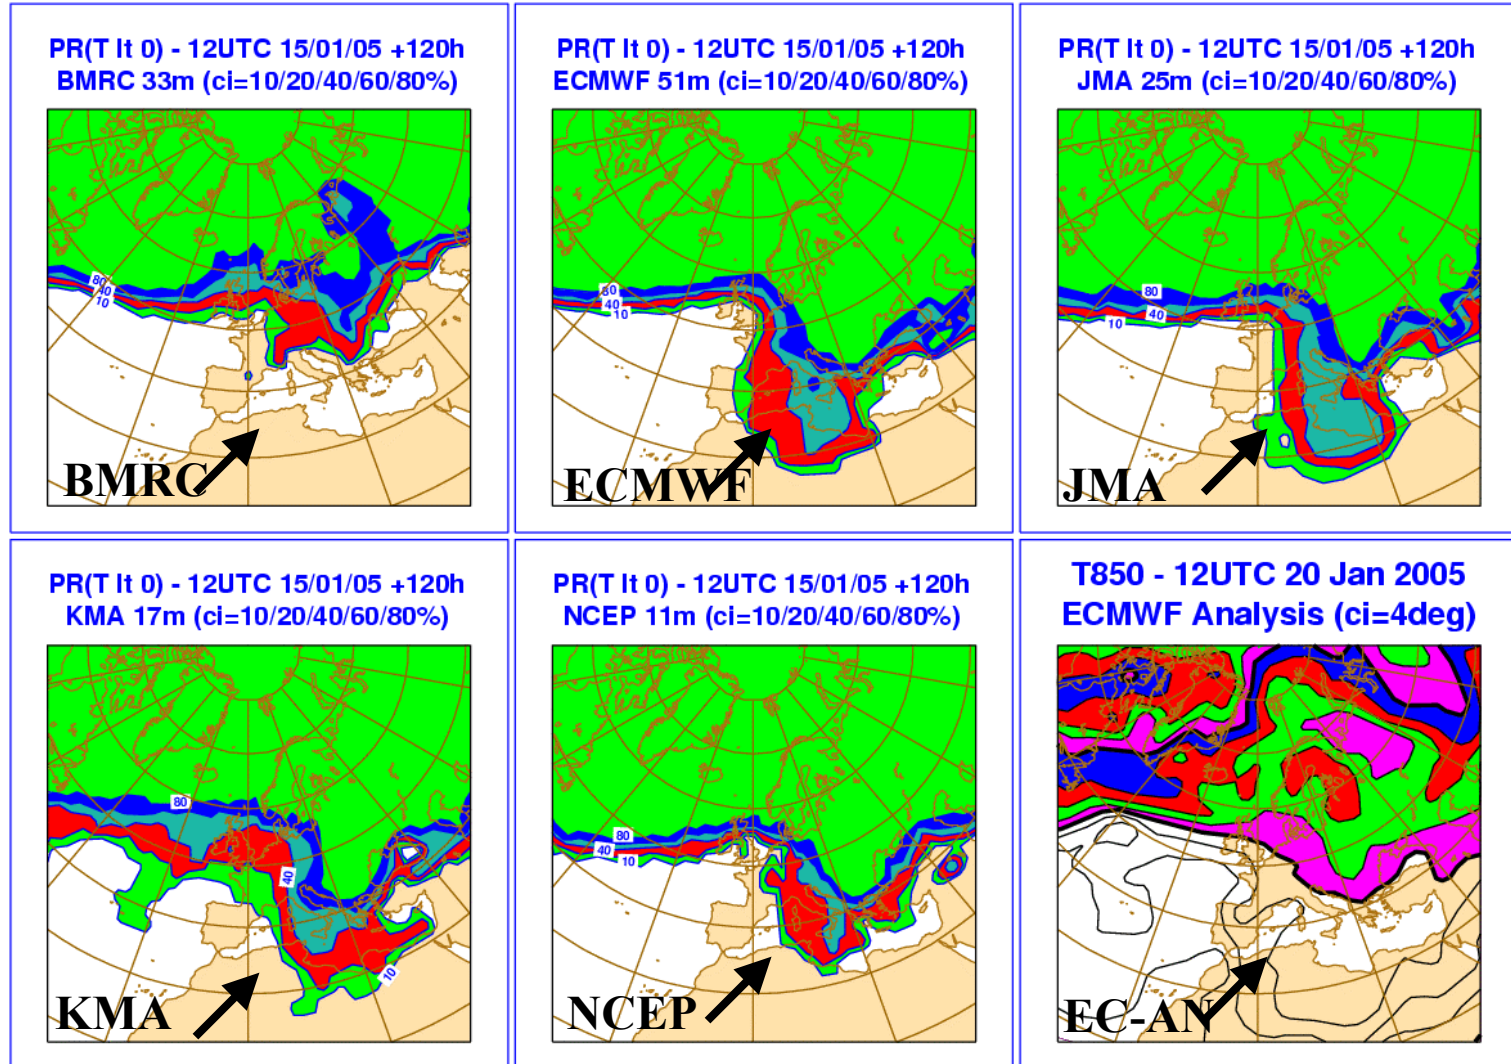 PR(T lt 0) - 12UTC 15/01/05 +120h
BMRC 33m (ci=10/20/40/60/80%)
80
40
10
BMRC
PR(T lt 0) - 12UTC 15/01/05 +120h
ECMWF 51m (ci=10/20/40/60/80%)
80
40
10
ECMWF
PR(T lt 0) - 12UTC 15/01/05 +120h
JMA 25m (ci=10/20/40/60/80%)
80
40
10
JMA
PR(T lt 0) - 12UTC 15/01/05 +120h
KMA 17m (ci=10/20/40/60/80%)
80
40
10
KMA
PR(T lt 0) - 12UTC 15/01/05 +120h
NCEP 11m (ci=10/20/40/60/80%)
80
40
10
NCEP
T850 - 12UTC 20 Jan 2005
ECMWF Analysis (ci=4deg)
EC-AN